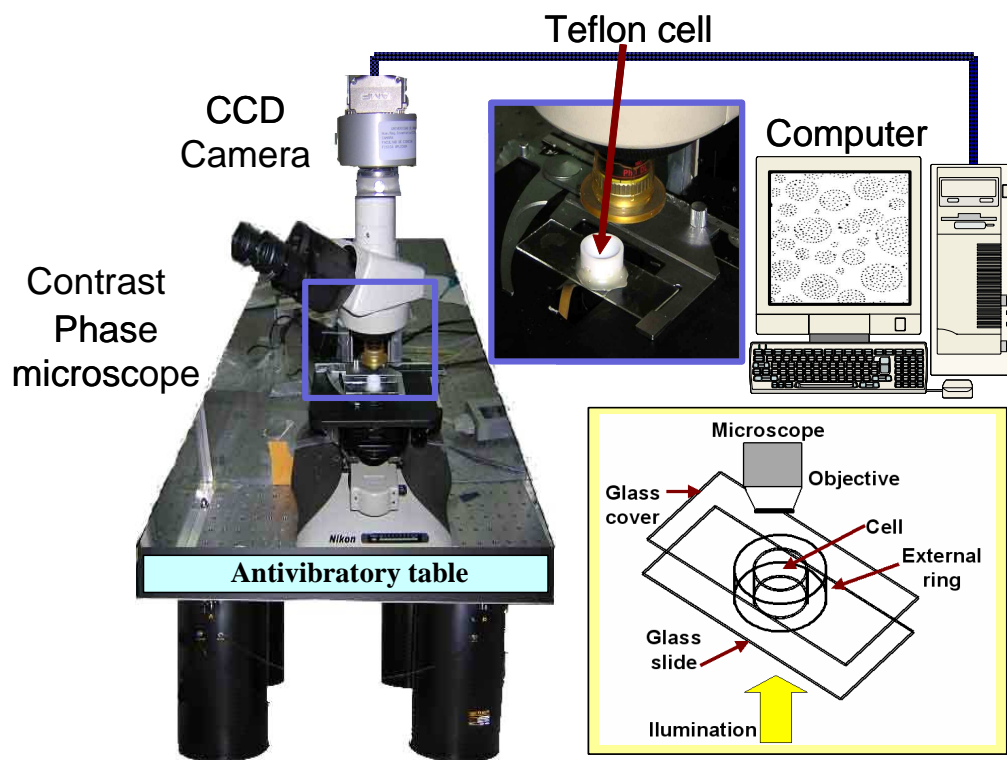 Teflon cell
CCD
Camera
Computer
Contrast
Phase
microscope
Nikon
Antivibratory table
Microscope
Objective
Glass
cover
Cell
External
ring
Glass
slide
Ilumination